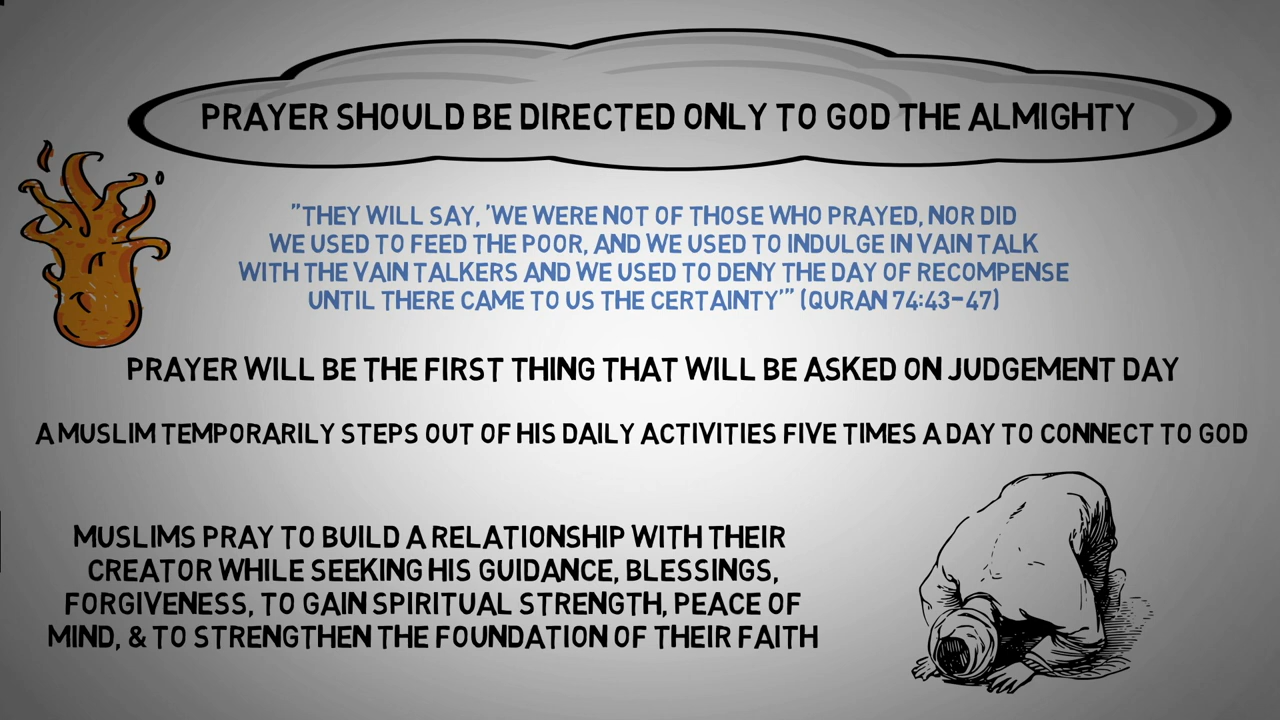 PRAYER SHOULD BE DIRECTED ONLY TO GOD THE ALMIGHTY
"THEY WILL SAY, 'WE WERE NOT OF THOSE WHO PRAYED, NOR DID
WE USED TO FEED THE POOR, AND WE USED TO INDULGE IN VAIN TALK
WITH THE VAIN TALKERS AND WE USED TO DENY THE DAY OF RECOMPENSE
UNTIL THERE CAME TO US THE CERTAINTY'" (QURAN 74:43-47)
PRAYER WILL BE THE FIRST THING THAT WILL BE ASKED ON JUDGEMENT DAY
A MUSLIM TEMPORARILY STEPS OUT OF HIS DAILY ACTIVITIES FIVE TIMES A DAY TO CONNECT TO GOD
MUSLIMS PRAY TO BUILD A RELATIONSHIP WITH THEIR
CREATOR WHILE SEEKING HIS GUIDANCE, BLESSINGS,
FORGIVENESS, TO GAIN SPIRITUAL STRENGTH, PEACE OF
MIND, & TO STRENGTHEN THE FOUNDATION OF THEIR FAITH